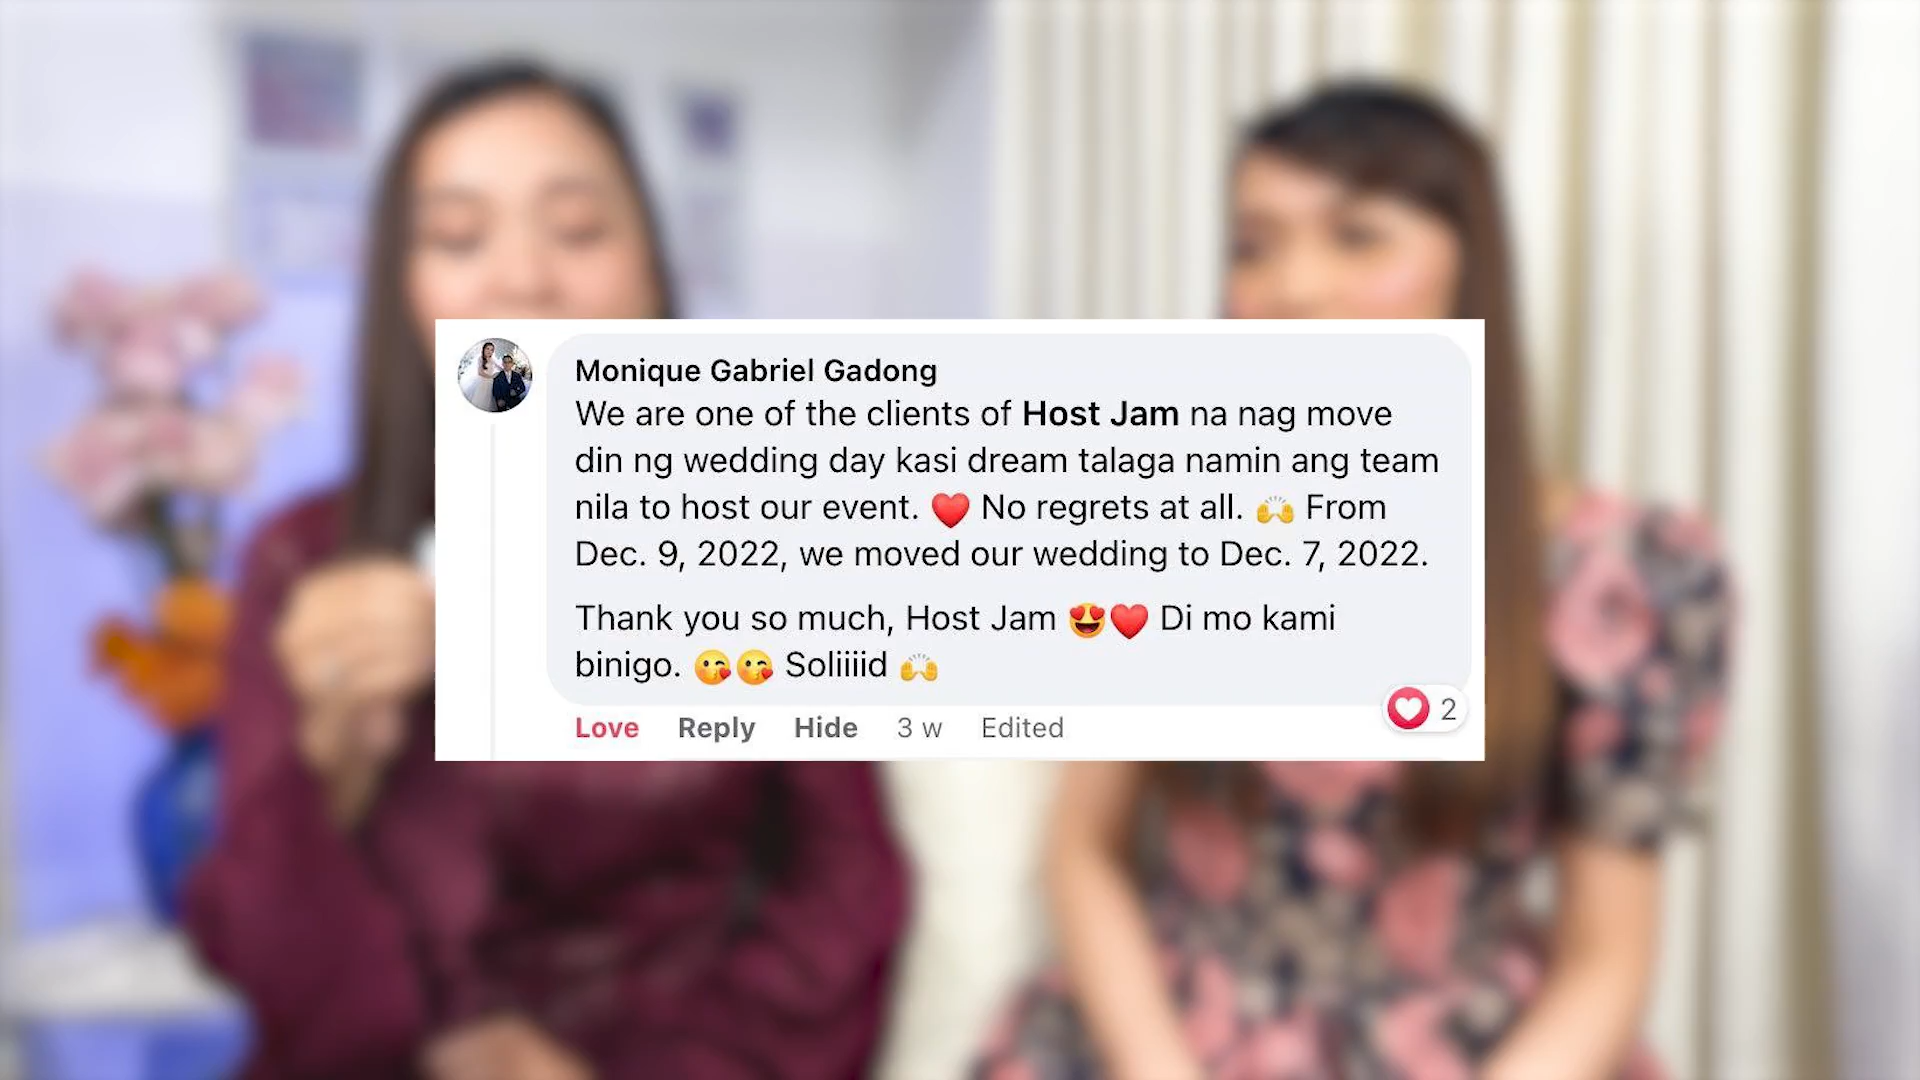 Monique Gabriel Gadong
We are one of the clients of Host Jam na nag move
din ng wedding day kasi dream talaga namin ang team
nila to host our event. ❤️ No regrets at all. 🙌 From
Dec. 9, 2022, we moved our wedding to Dec. 7, 2022.
Thank you so much, Host Jam 😍❤️ Di mo kami
binigo. 😘😘 Soliiiid 🙌
Love Reply Hide 3 w Edited
2